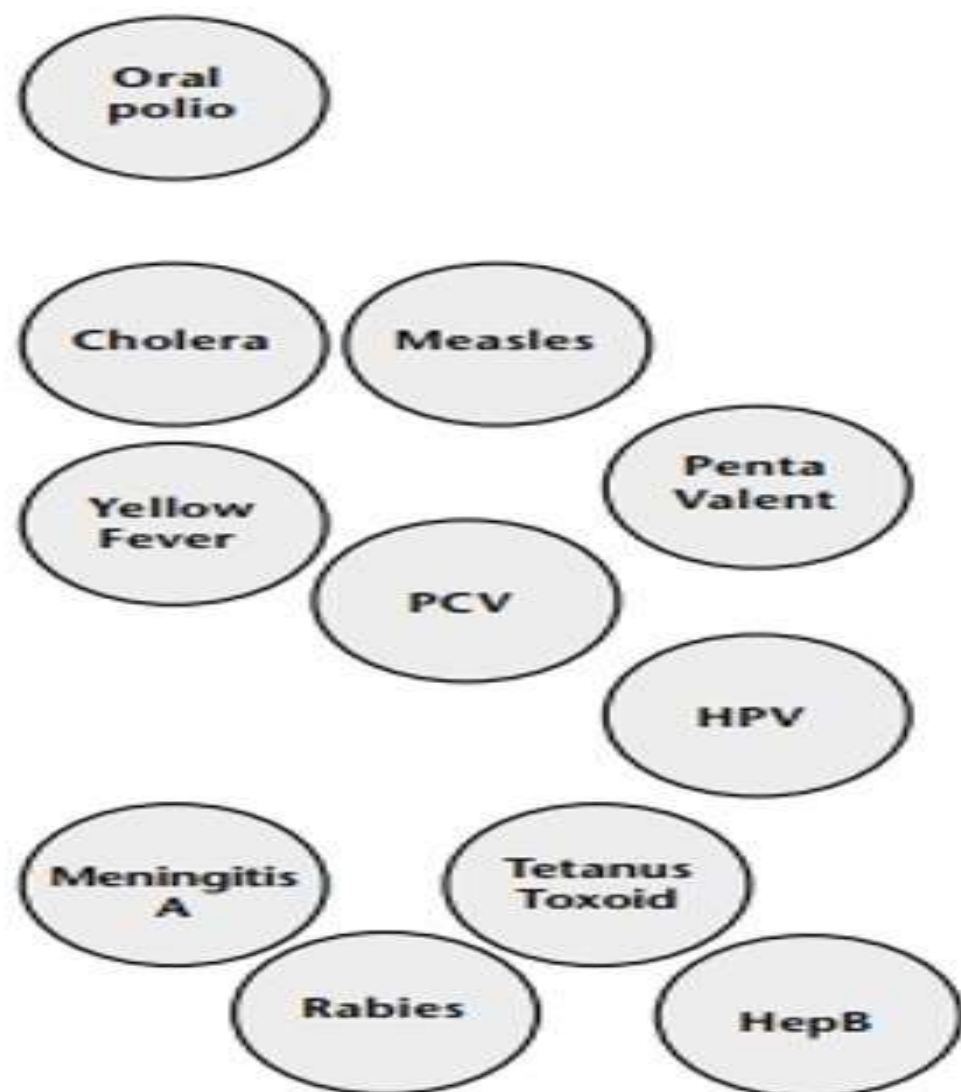 Oral
polio
Cholera
Measles
Penta
Valent
Yellow
Fever
PCV
HPV
Meningitis
A
Tetanus
Toxoid
Rabies
HepB